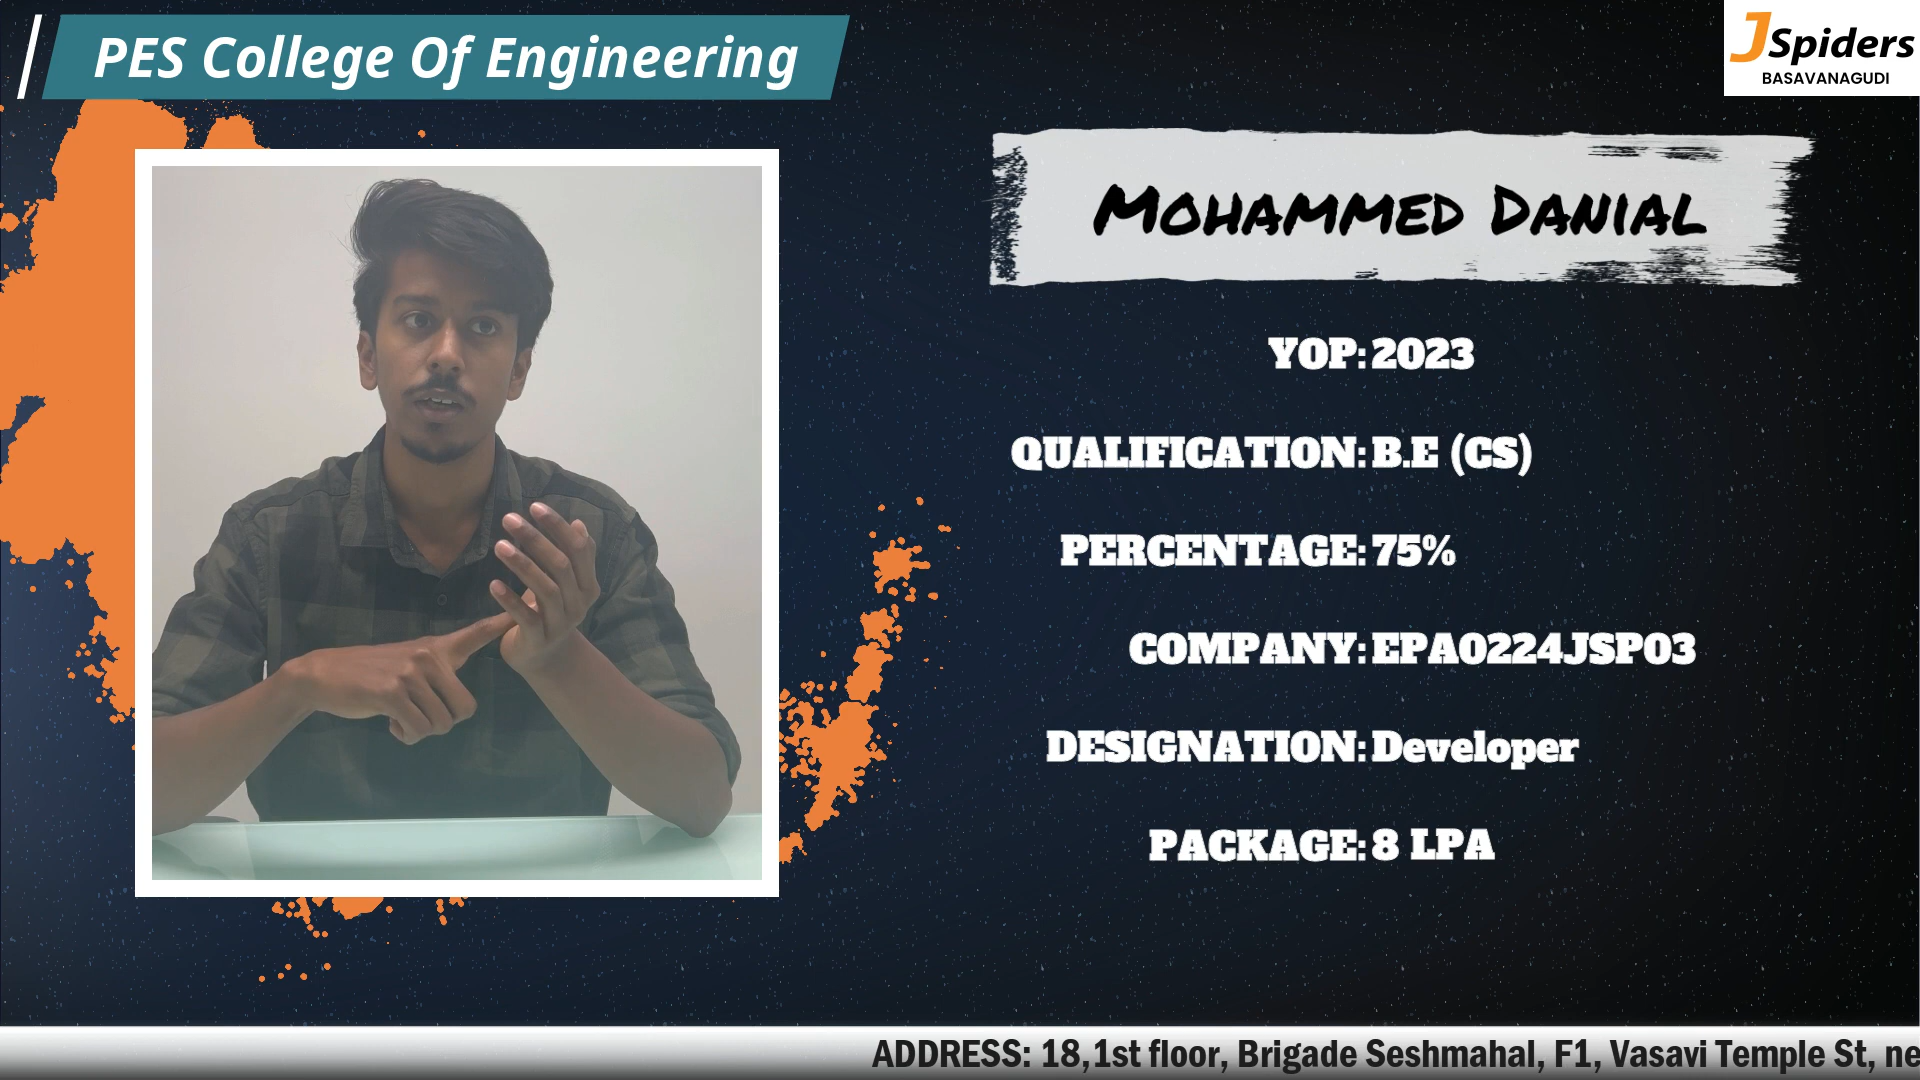 PES College Of Engineering
JSpiders
BASAVANAGUDI
MOHAMMED DANIAL
YOP: 2023
QUALIFICATION: B.E (CS)
PERCENTAGE: 75%
COMPANY: EPA0224JSP03
DESIGNATION: Developer
PACKAGE: 8 LPA
ADDRESS: 18,1st floor, Brigade Seshmahal, F1, Vasavi Temple St, ne